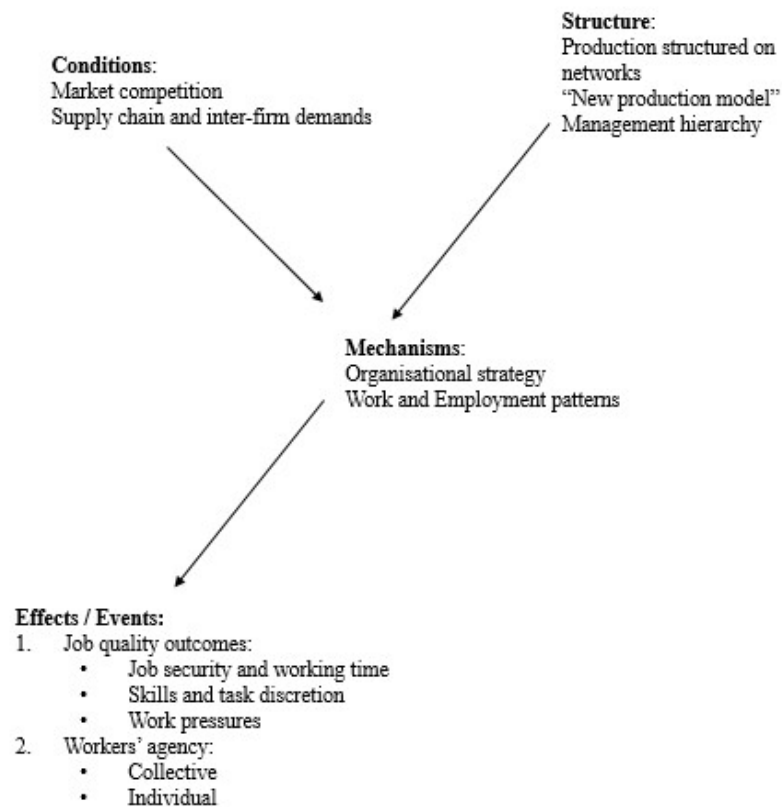 Conditions:
Market competition
Supply chain and inter-firm demands
Structure:
Production structured on
networks
“New production model”
Management hierarchy
Mechanisms:
Organisational strategy
Work and Employment patterns
Effects / Events:
1. Job quality outcomes:
• Job security and working time
• Skills and task discretion
• Work pressures
2. Workers’ agency:
• Collective
• Individual